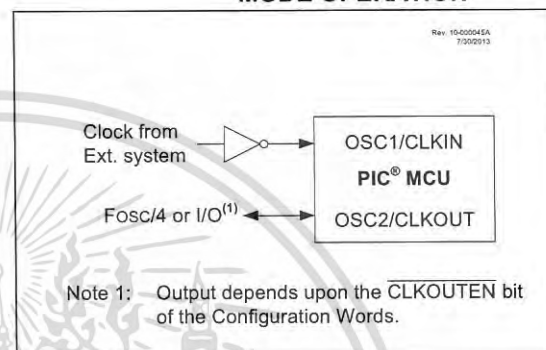 MODE OPERATION
Rev. 10-000045A
7/30/2013
Clock from
Ext. system
OSC1/CLKIN
PIC® MCU
FOSC/4 or I/O(1)
OSC2/CLKOUT
Note 1: Output depends upon the CLKOUTEN bit
of the Configuration Words.